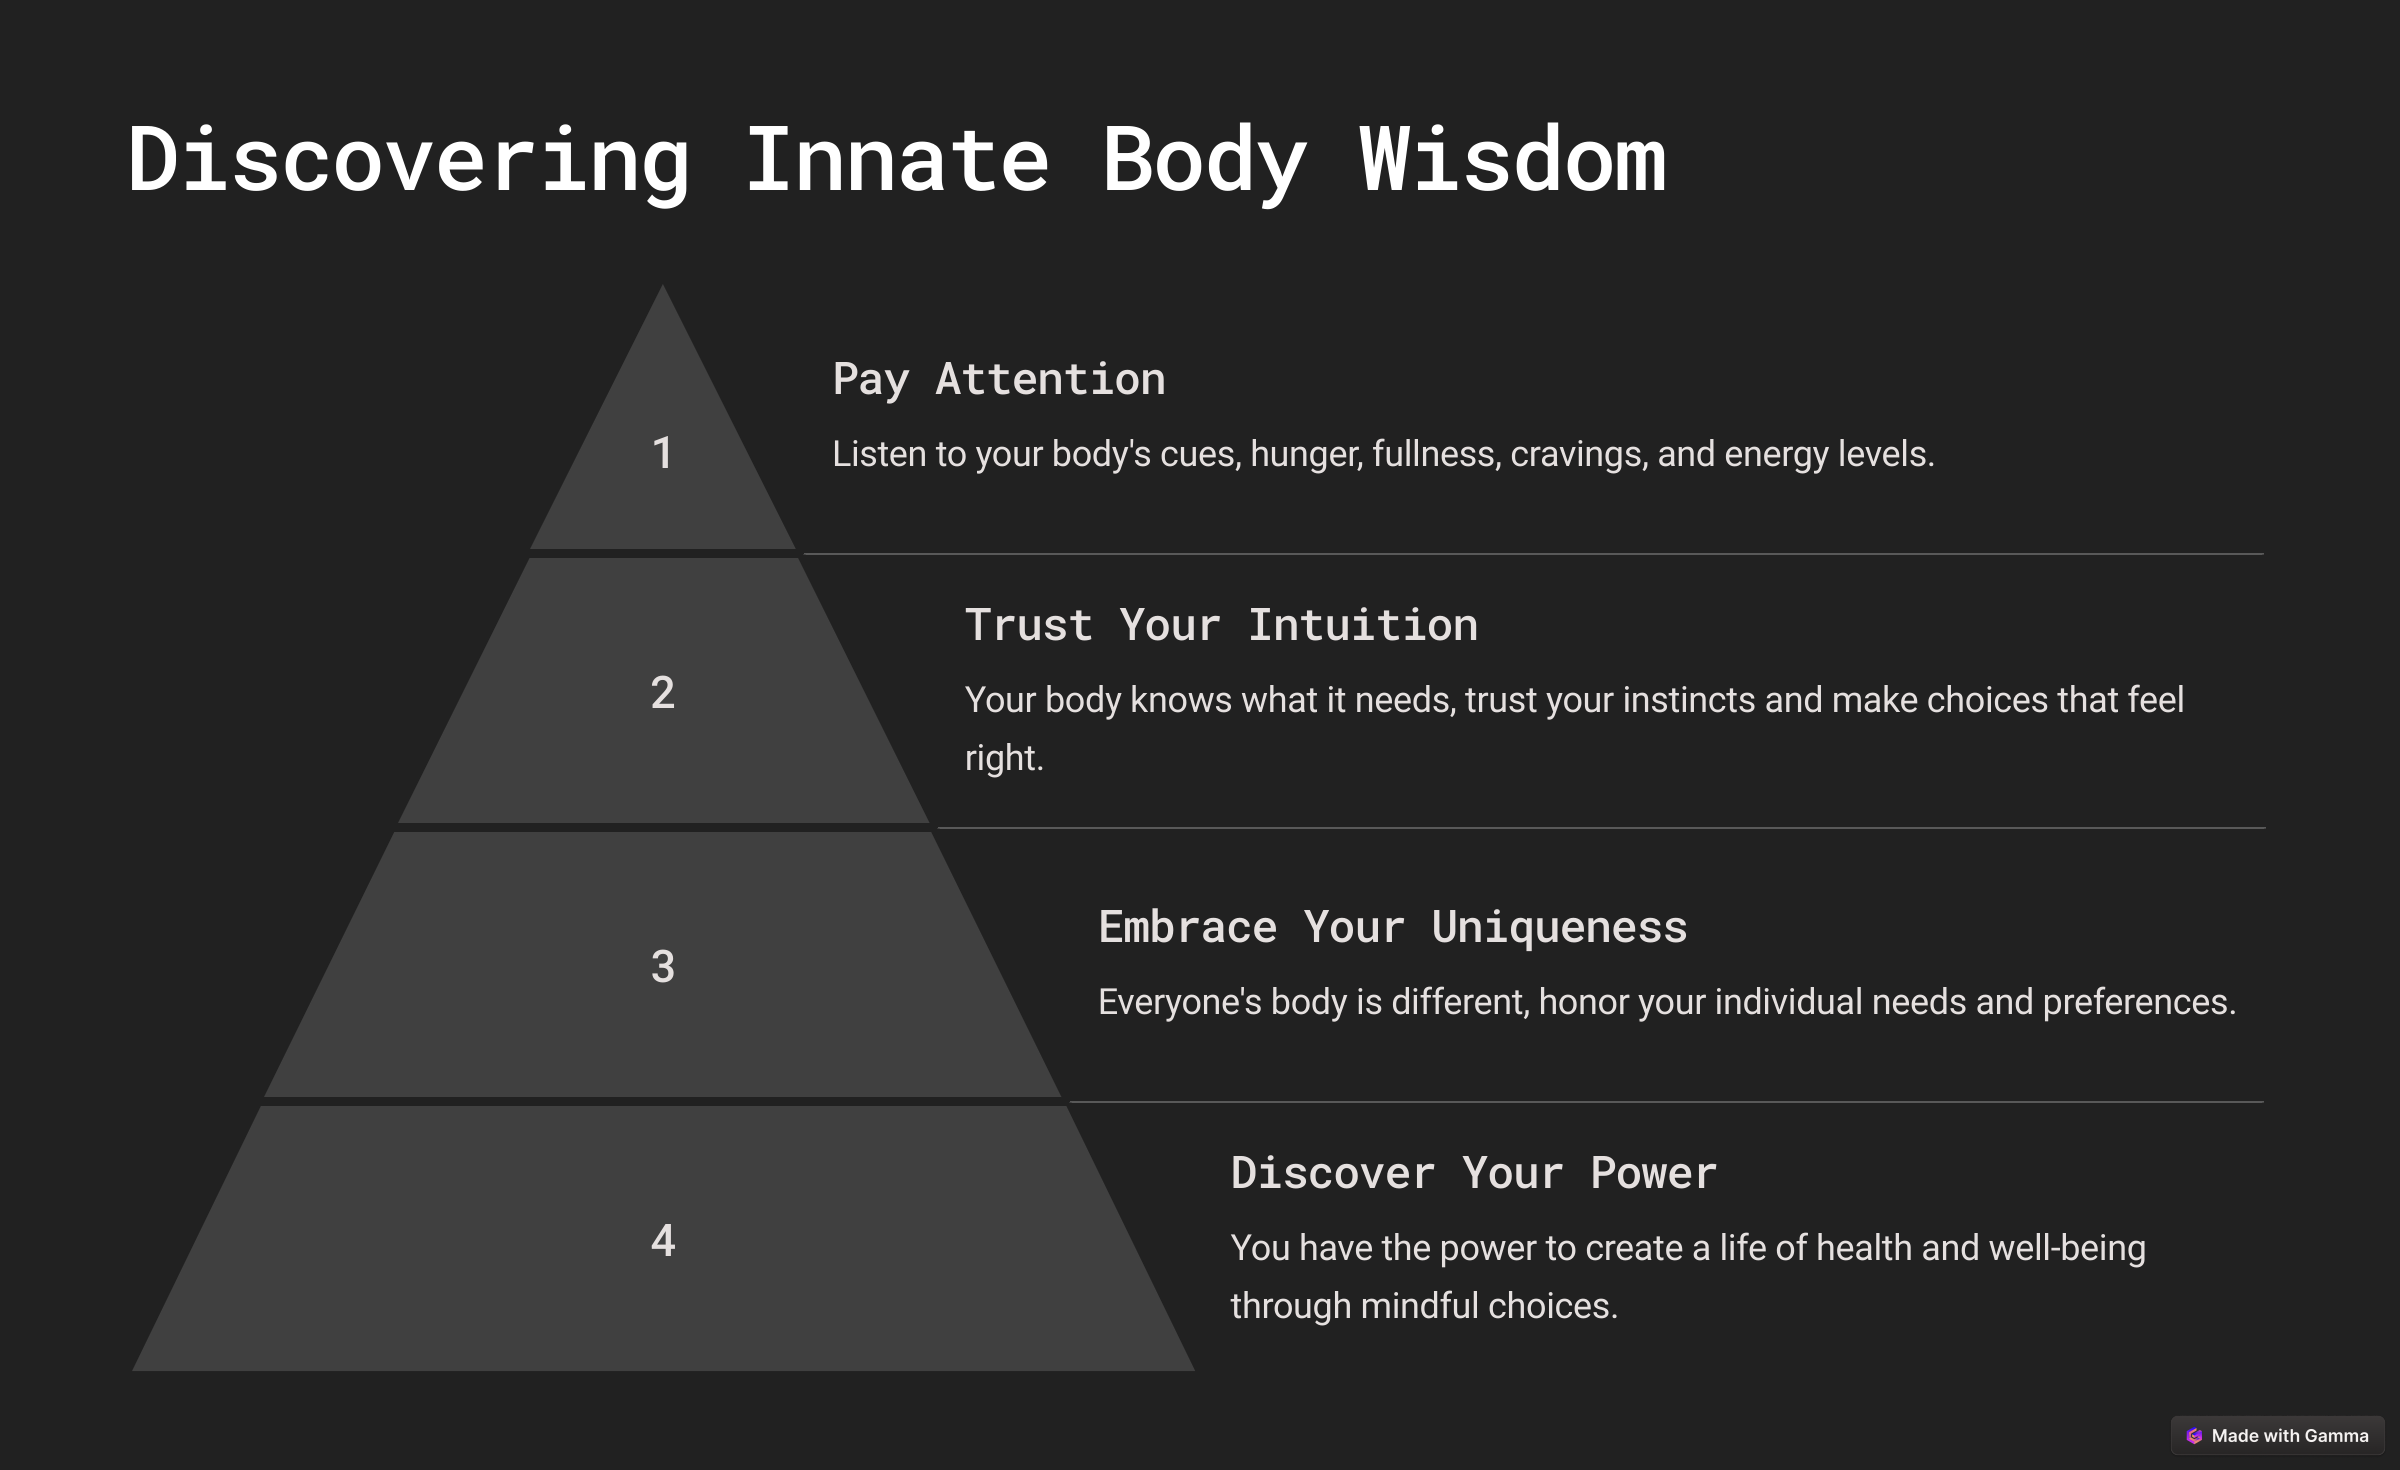 Discovering Innate Body Wisdom
1
Pay Attention
Listen to your body's cues, hunger, fullness, cravings, and energy levels.
2
Trust Your Intuition
Your body knows what it needs, trust your instincts and make choices that feel
right.
3
Embrace Your Uniqueness
Everyone's body is different, honor your individual needs and preferences.
4
Discover Your Power
You have the power to create a life of health and well-being
through mindful choices.
Made with Gamma